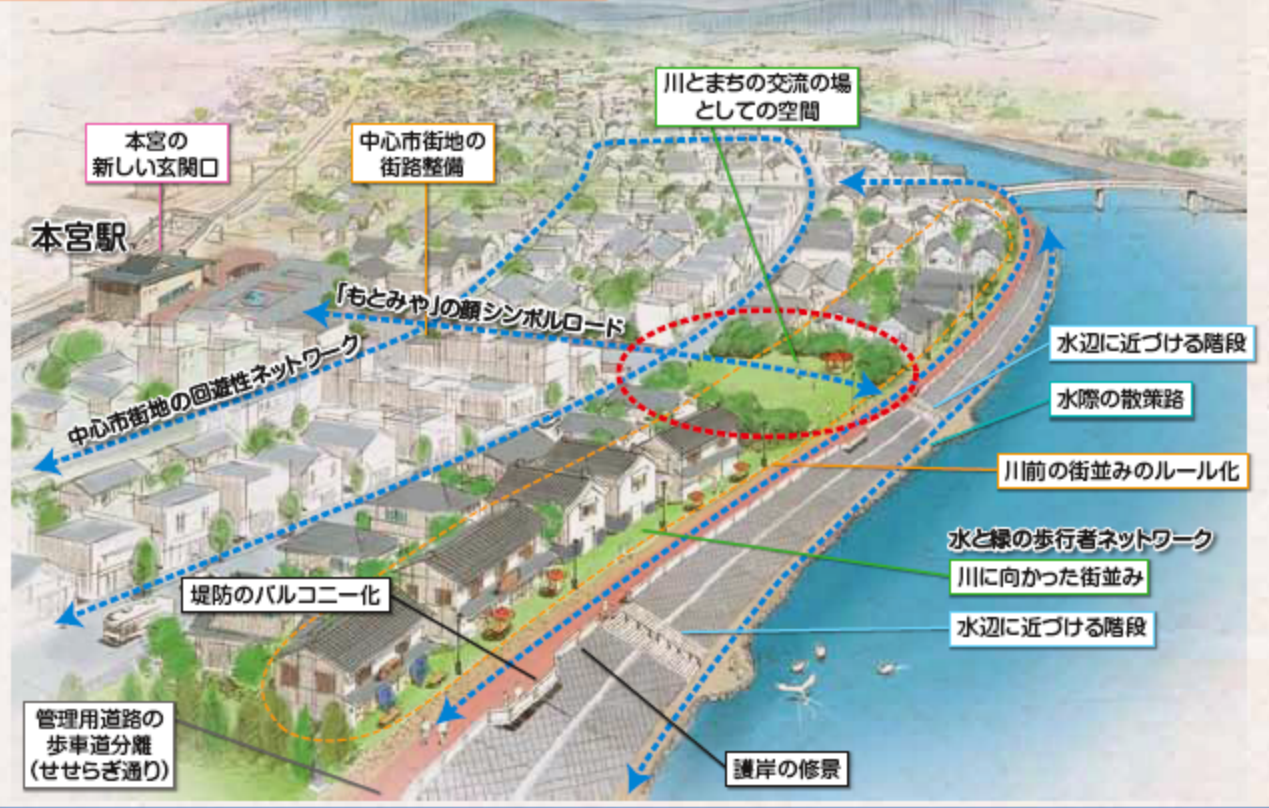 川とまちの交流の場
としての空間
本宮の
新しい玄関口
中心市街地の
街路整備
本宮駅
「もとみや」の顔シンボルロード
中心市街地の回遊性ネットワーク
水辺に近づける階段
水際の散策路
川前の街並みのルール化
水と緑の歩行者ネットワーク
川に向かった街並み
堤防のバルコニー化
水辺に近づける階段
管理用道路の
歩車道分離
(せせらぎ通り)
護岸の修景